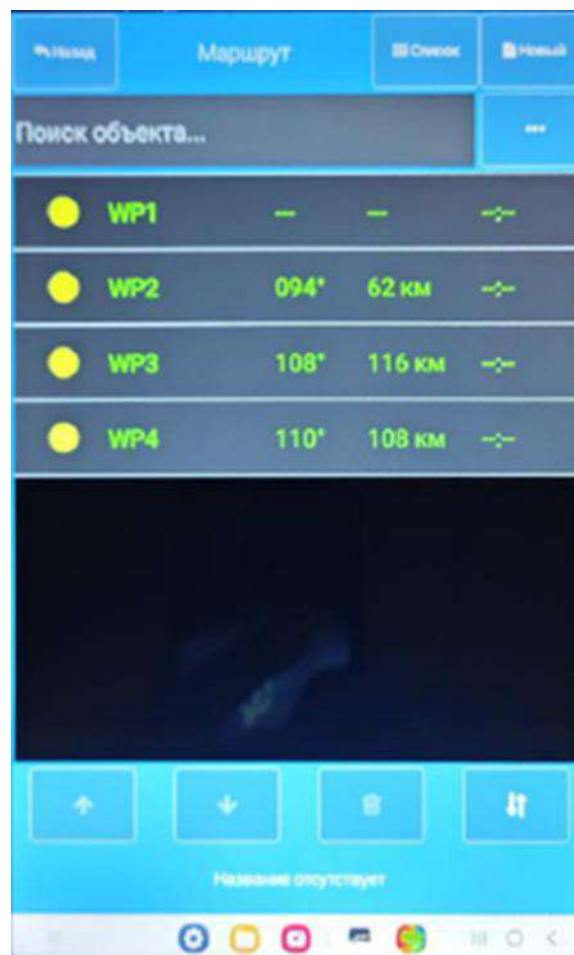 Назад Маршрут Список Новый
Поиск объекта... ...
WP1 -- -- --:--
WP2 094° 62 км --:--
WP3 108° 116 км --:--
WP4 110° 108 км --:--
Название отсутствует